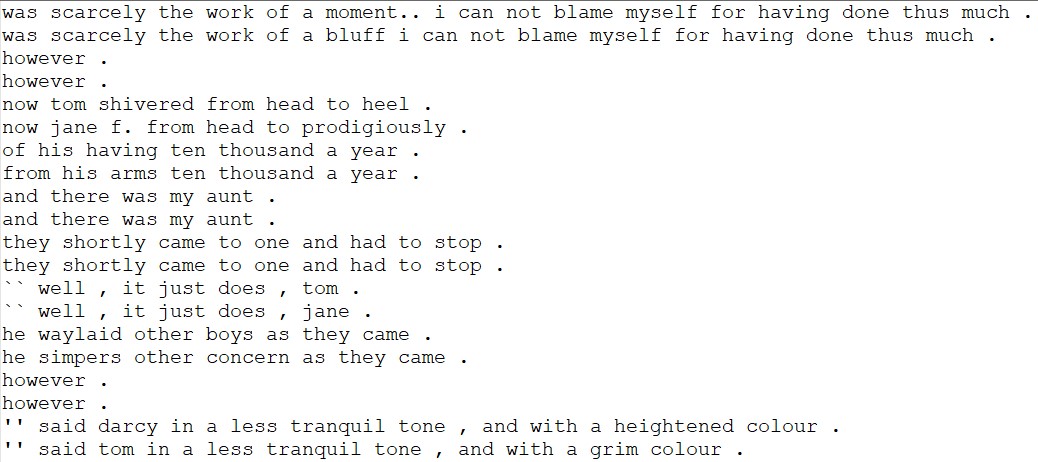 was scarcely the work of a moment.. i can not blame myself for having done thus much .
was scarcely the work of a bluff i can not blame myself for having done thus much .
however .
however .
now tom shivered from head to heel .
now jane f. from head to prodigiously .
of his having ten thousand a year .
from his arms ten thousand a year .
and there was my aunt .
and there was my aunt .
they shortly came to one and had to stop .
they shortly came to one and had to stop .
`` well , it just does , tom .
`` well , it just does , jane .
he waylaid other boys as they came .
he simpers other concern as they came .
however .
however .
'' said darcy in a less tranquil tone , and with a heightened colour .
'' said tom in a less tranquil tone , and with a grim colour .